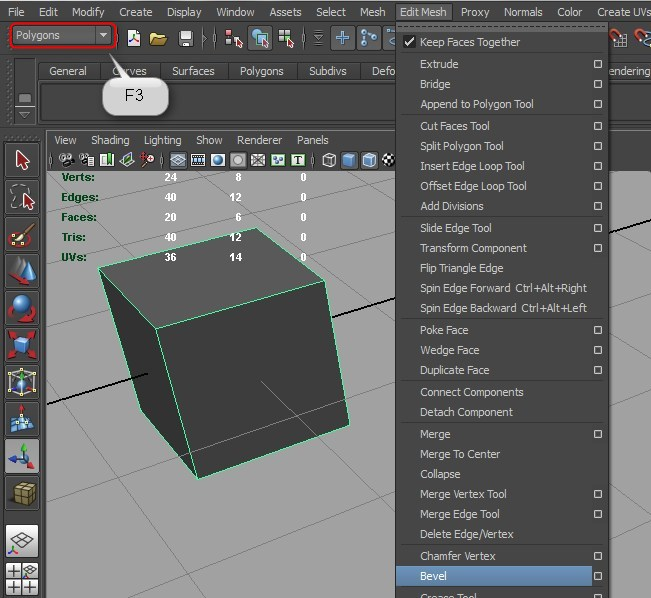 File Edit Modify Create Display Window Assets Select Mesh Edit Mesh Proxy Normals Color Create UVs
Polygons
F3
General Curves Surfaces Polygons Subdivs Defo
endering
View Shading Lighting Show Renderer Panels
Verts: 24 8 0
Edges: 40 12 0
Faces: 20 6 0
Tris: 40 12 0
UVs: 36 14 0
Keep Faces Together
Extrude
Bridge
Append to Polygon Tool
Cut Faces Tool
Split Polygon Tool
Insert Edge Loop Tool
Offset Edge Loop Tool
Add Divisions
Slide Edge Tool
Transform Component
Flip Triangle Edge
Spin Edge Forward Ctrl+Alt+Right
Spin Edge Backward Ctrl+Alt+Left
Poke Face
Wedge Face
Duplicate Face
Connect Components
Detach Component
Merge
Merge To Center
Collapse
Merge Vertex Tool
Merge Edge Tool
Delete Edge/Vertex
Chamfer Vertex
Bevel
Crease Tool